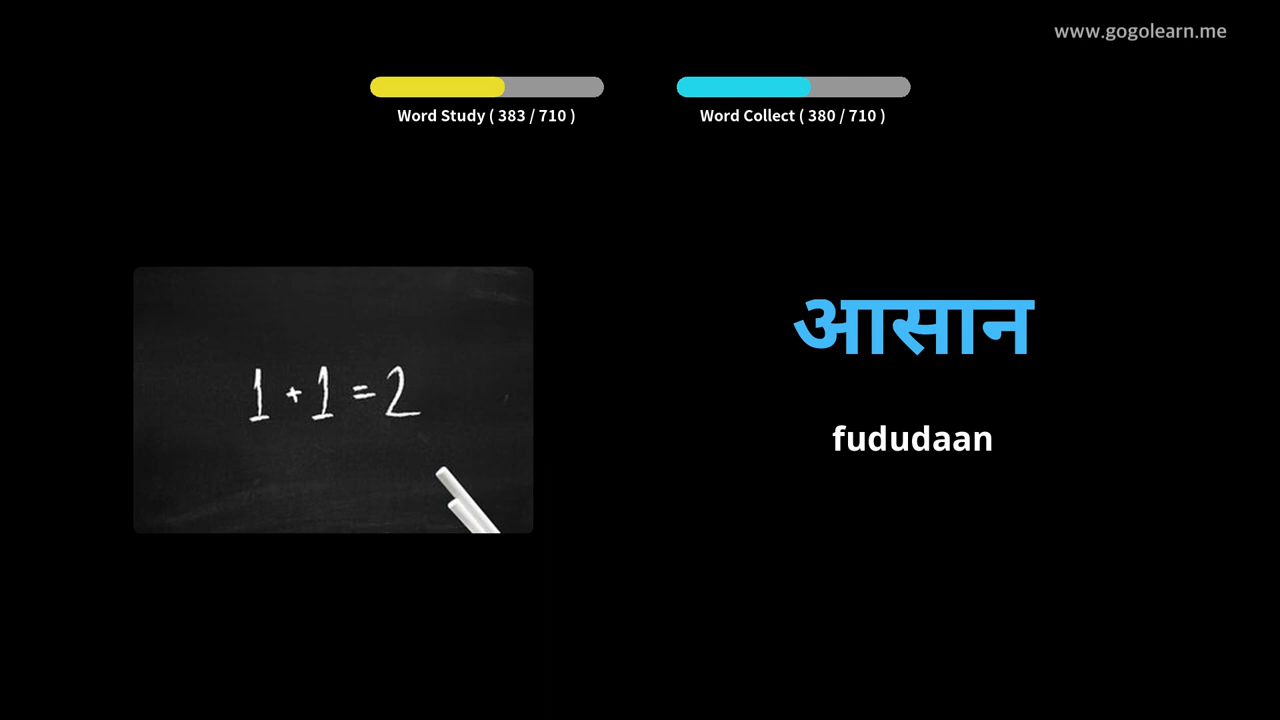 www.gogolearn.me
Word Study ( 383 / 710 )
Word Collect ( 380 / 710 )
1 + 1 = 2
आसान
fududaan